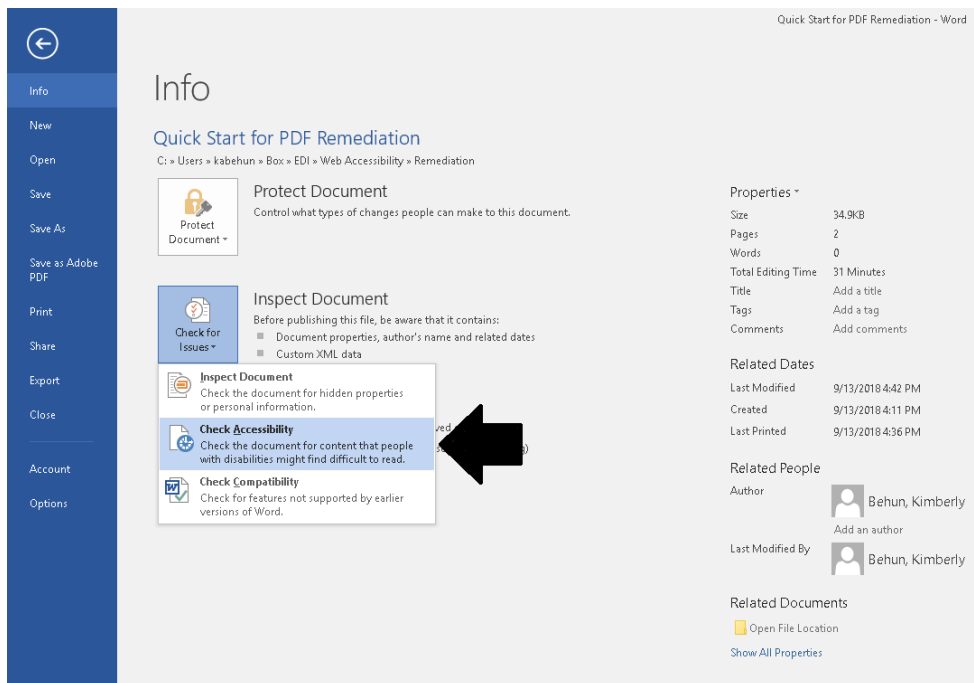 Quick Start for PDF Remediation - Word
Info
New
Open
Save
Save As
Save as Adobe
PDF
Print
Share
Export
Close
Account
Options
Info
Quick Start for PDF Remediation
C: » Users » kabehun » Box » EDI » Web Accessibility » Remediation
Protect
Document
Protect Document
Control what types of changes people can make to this document.
Check for
Issues
Inspect Document
Before publishing this file, be aware that it contains:
Document properties, author's name and related dates
Custom XML data
Inspect Document
Check the document for hidden properties
or personal information.
Check Accessibility
Check the document for content that people
with disabilities might find difficult to read.
Check Compatibility
Check for features not supported by earlier
versions of Word.
Properties
Size 34.9KB
Pages 2
Words 0
Total Editing Time 31 Minutes
Title Add a title
Tags Add a tag
Comments Add comments
Related Dates
Last Modified 9/13/2018 4:42 PM
Created 9/13/2018 4:11 PM
Last Printed 9/13/2018 4:36 PM
Related People
Author Behun, Kimberly
Add an author
Last Modified By Behun, Kimberly
Related Documents
Open File Location
Show All Properties